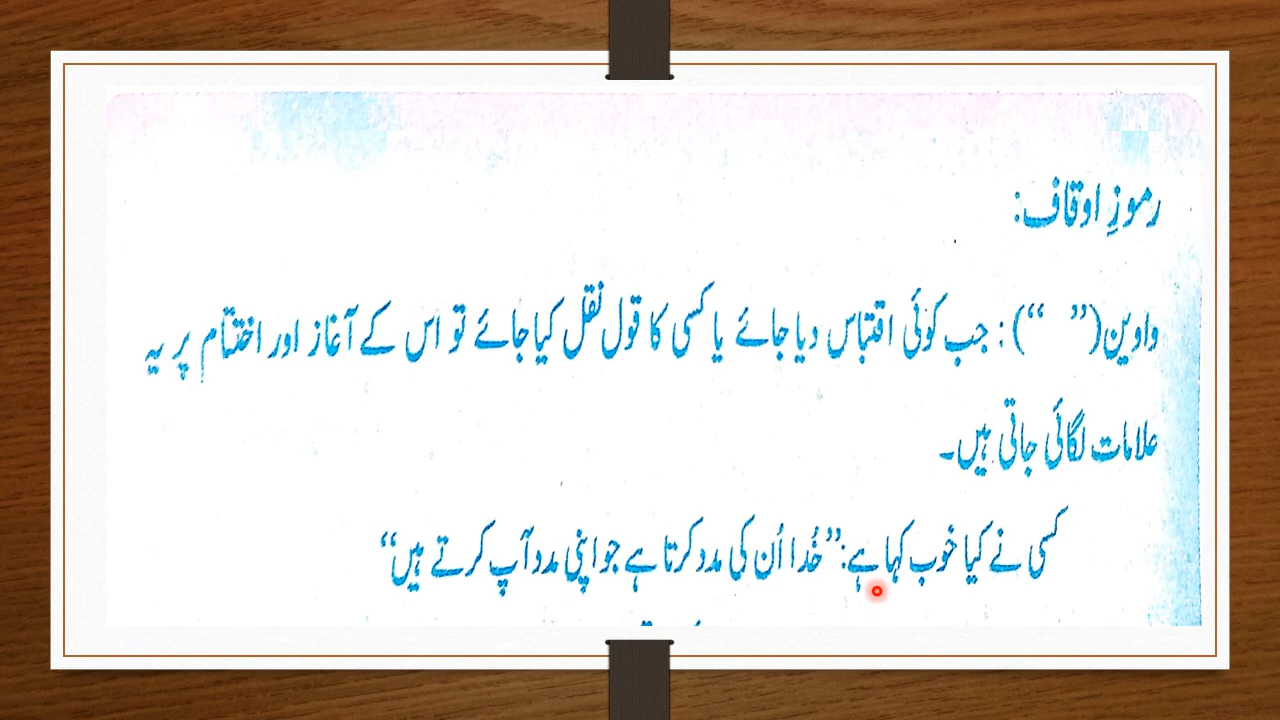 رموزِ اوقاف:
واوین(”  “) : جب کوئی اقتباس دیا جائے یا کسی کا قول نقل کیا جائے تو اس کے آغاز اور اختتام پر یہ
علامات لگائی جاتی ہیں۔
کسی نے کیا خوب کہا ہے:”خُدا اُن کی مدد کرتا ہے جو اپنی مدد آپ کرتے ہیں“